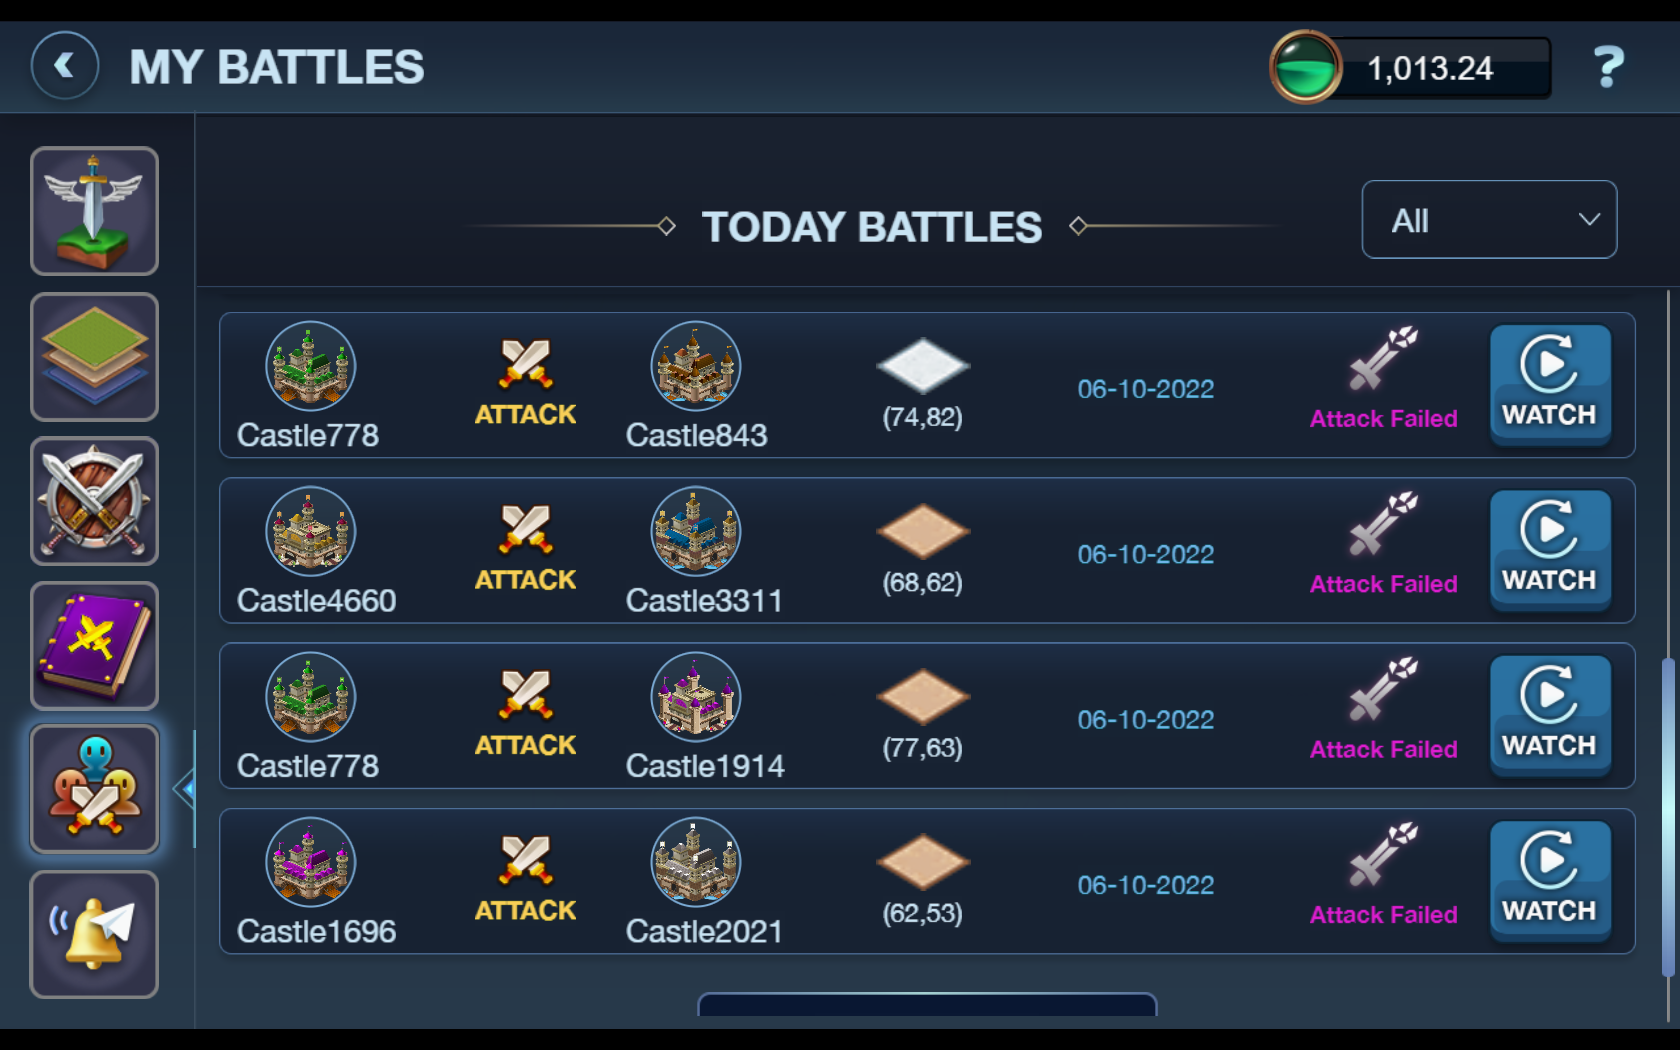 MY BATTLES
1,013.24
?
TODAY BATTLES
All
Castle778
ATTACK
Castle843
(74,82)
06-10-2022
Attack Failed
WATCH
Castle4660
ATTACK
Castle3311
(68,62)
06-10-2022
Attack Failed
WATCH
Castle778
ATTACK
Castle1914
(77,63)
06-10-2022
Attack Failed
WATCH
Castle1696
ATTACK
Castle2021
(62,53)
06-10-2022
Attack Failed
WATCH